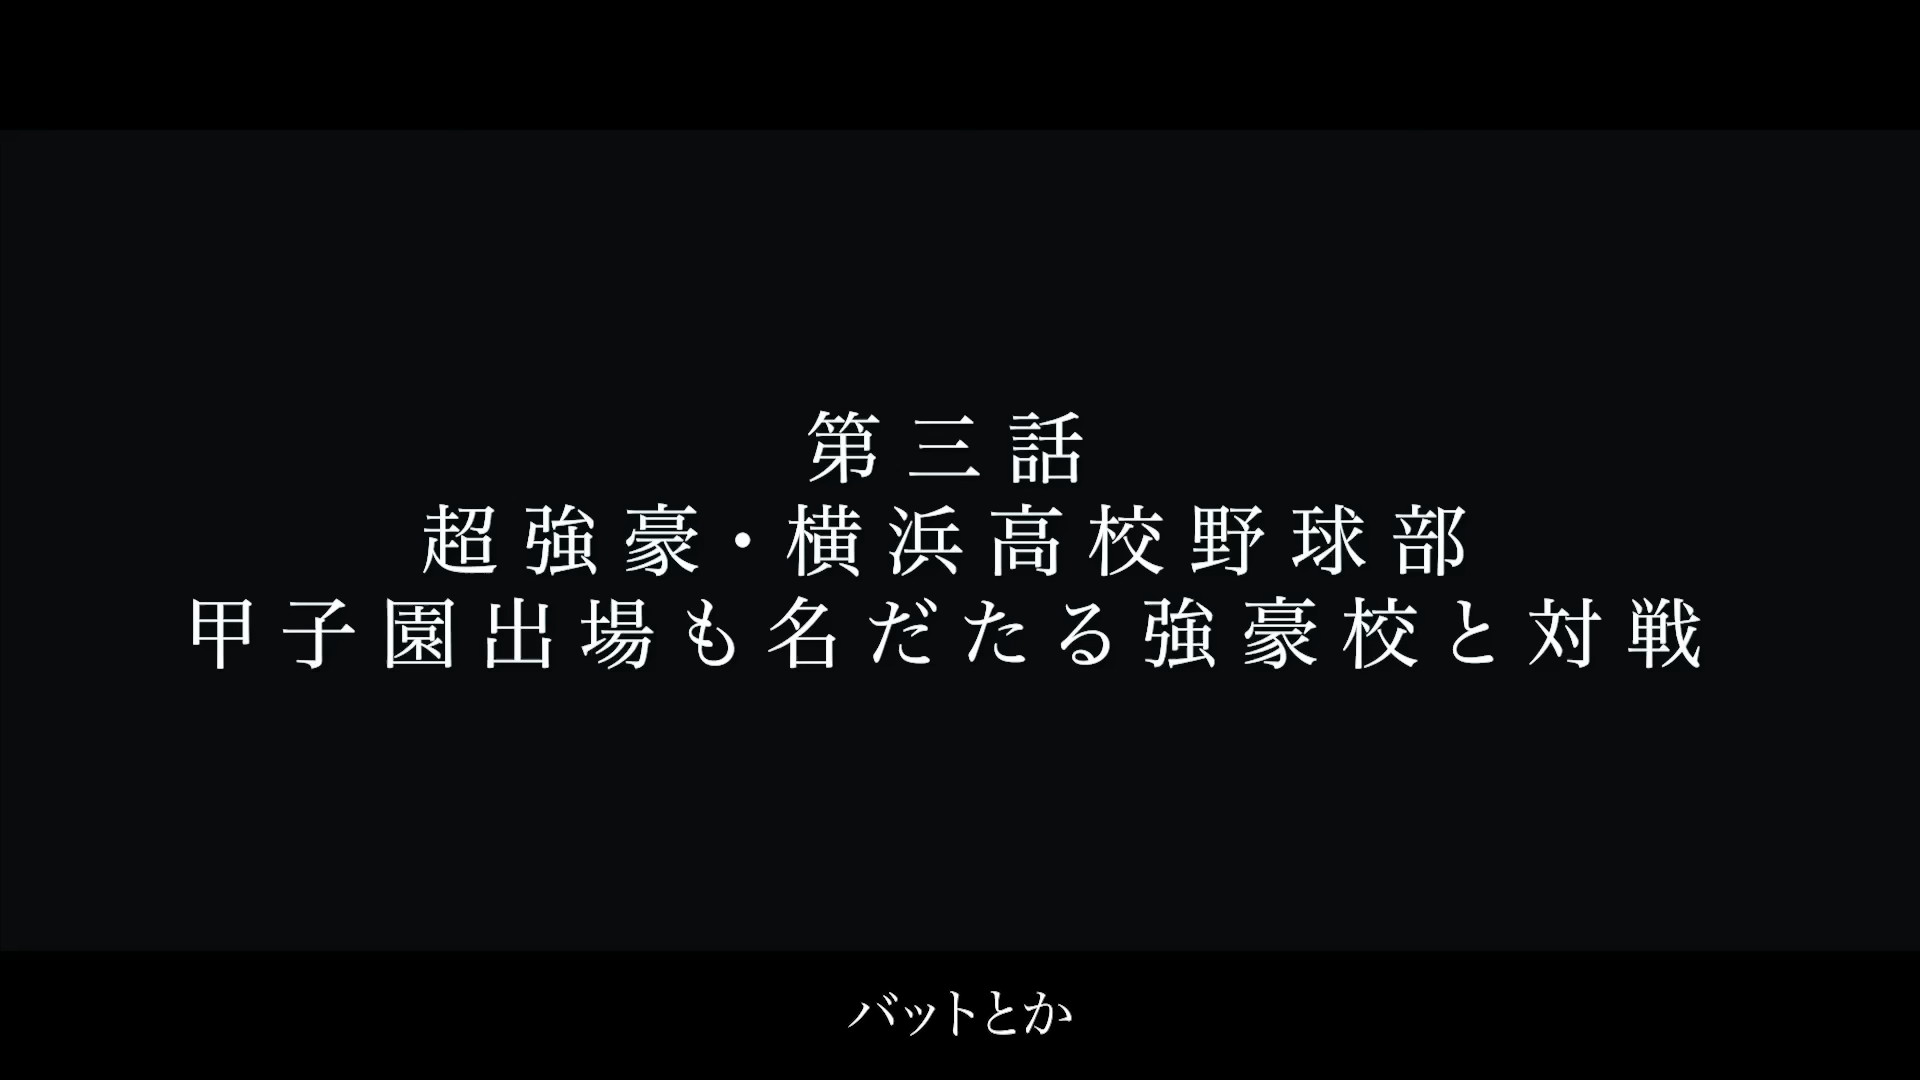 第三話
超強豪・横浜高校野球部
甲子園出場も名だたる強豪校と対戦
バットとか